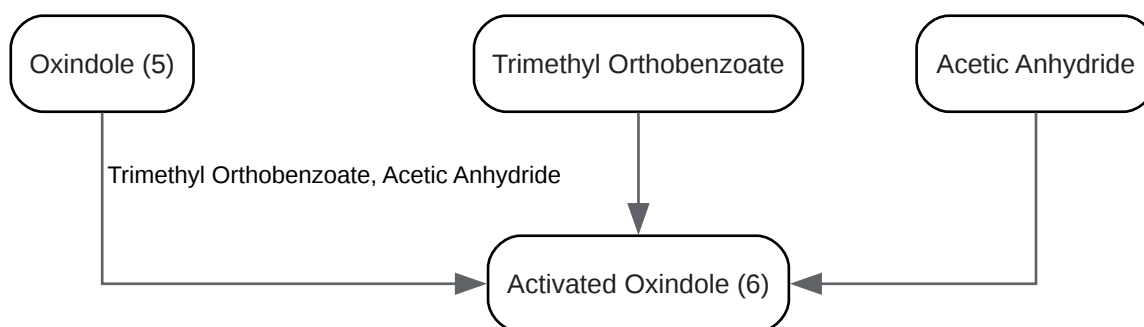 Oxindole (5)
Trimethyl Orthobenzoate
Acetic Anhydride
Trimethyl Orthobenzoate, Acetic Anhydride
Activated Oxindole (6)